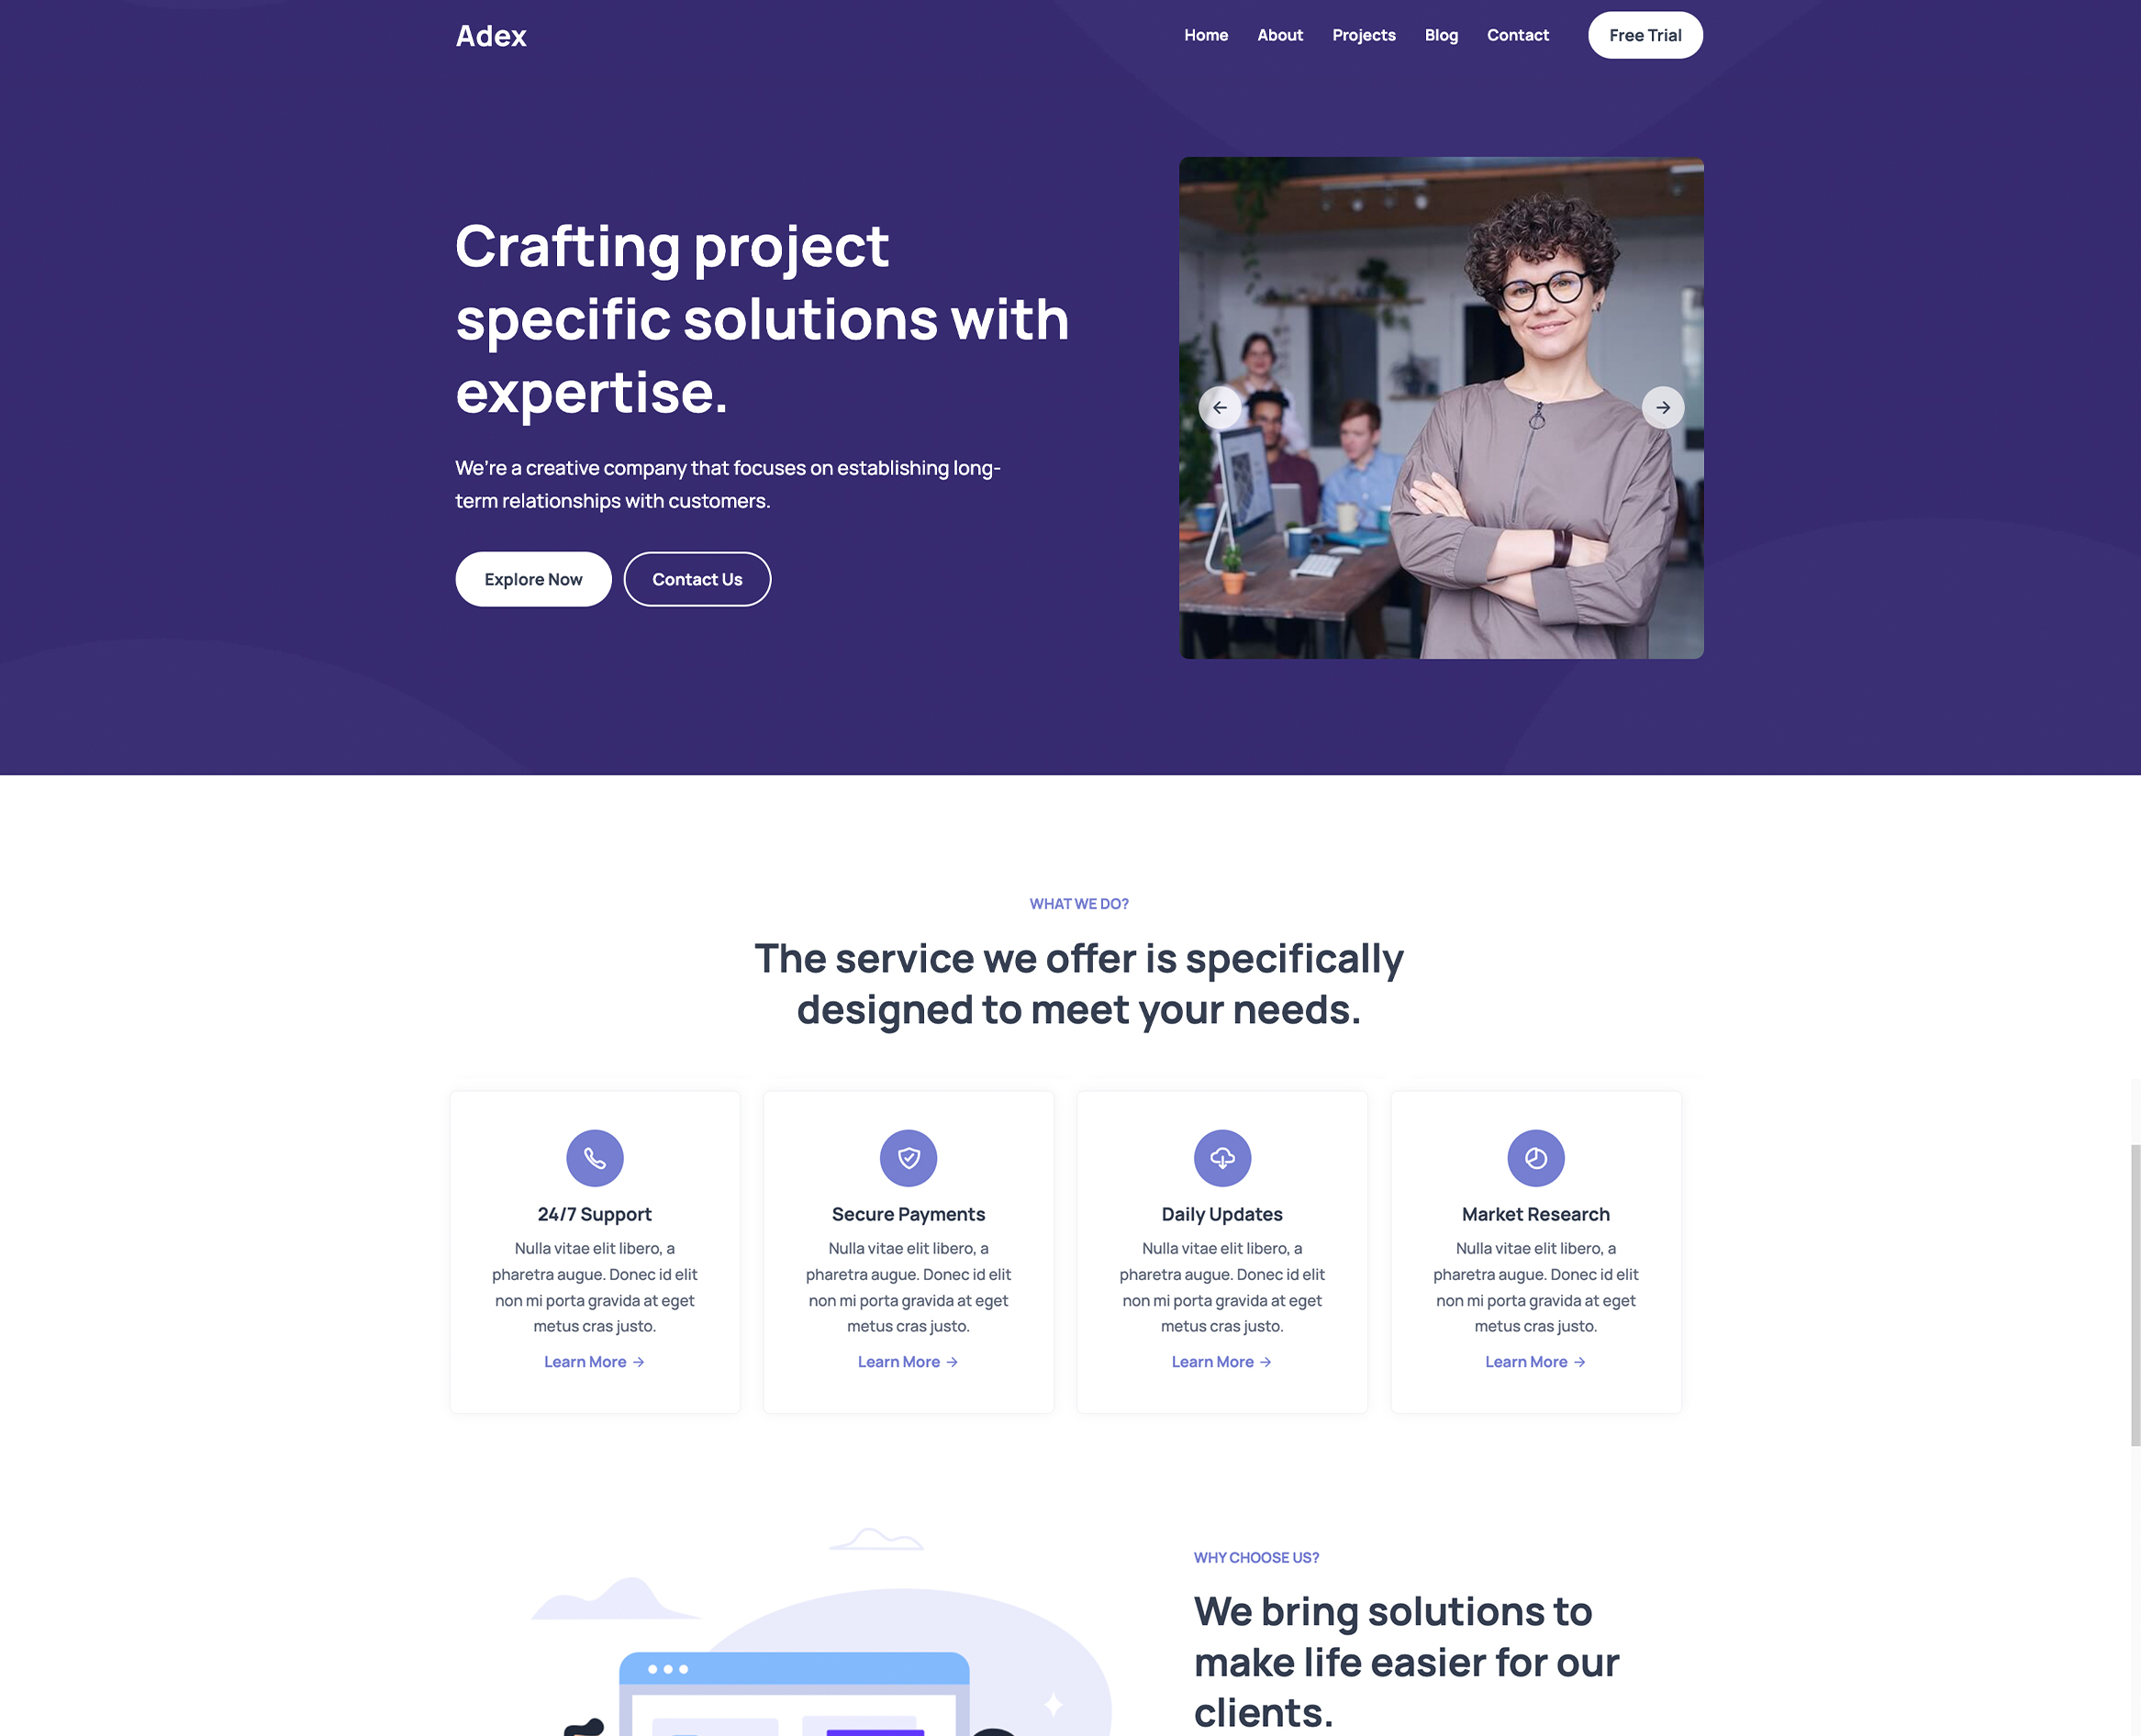 Adex
Home About Projects Blog Contact Free Trial
Crafting project
specific solutions with
expertise.
We're a creative company that focuses on establishing long-
term relationships with customers.
Explore Now Contact Us
WHAT WE DO?
The service we offer is specifically
designed to meet your needs.
24/7 Support
Nulla vitae elit libero, a
pharetra augue. Donec id elit
non mi porta gravida at eget
metus cras justo.
Learn More →
Secure Payments
Nulla vitae elit libero, a
pharetra augue. Donec id elit
non mi porta gravida at eget
metus cras justo.
Learn More →
Daily Updates
Nulla vitae elit libero, a
pharetra augue. Donec id elit
non mi porta gravida at eget
metus cras justo.
Learn More →
Market Research
Nulla vitae elit libero, a
pharetra augue. Donec id elit
non mi porta gravida at eget
metus cras justo.
Learn More →
WHY CHOOSE US?
We bring solutions to
make life easier for our
clients.